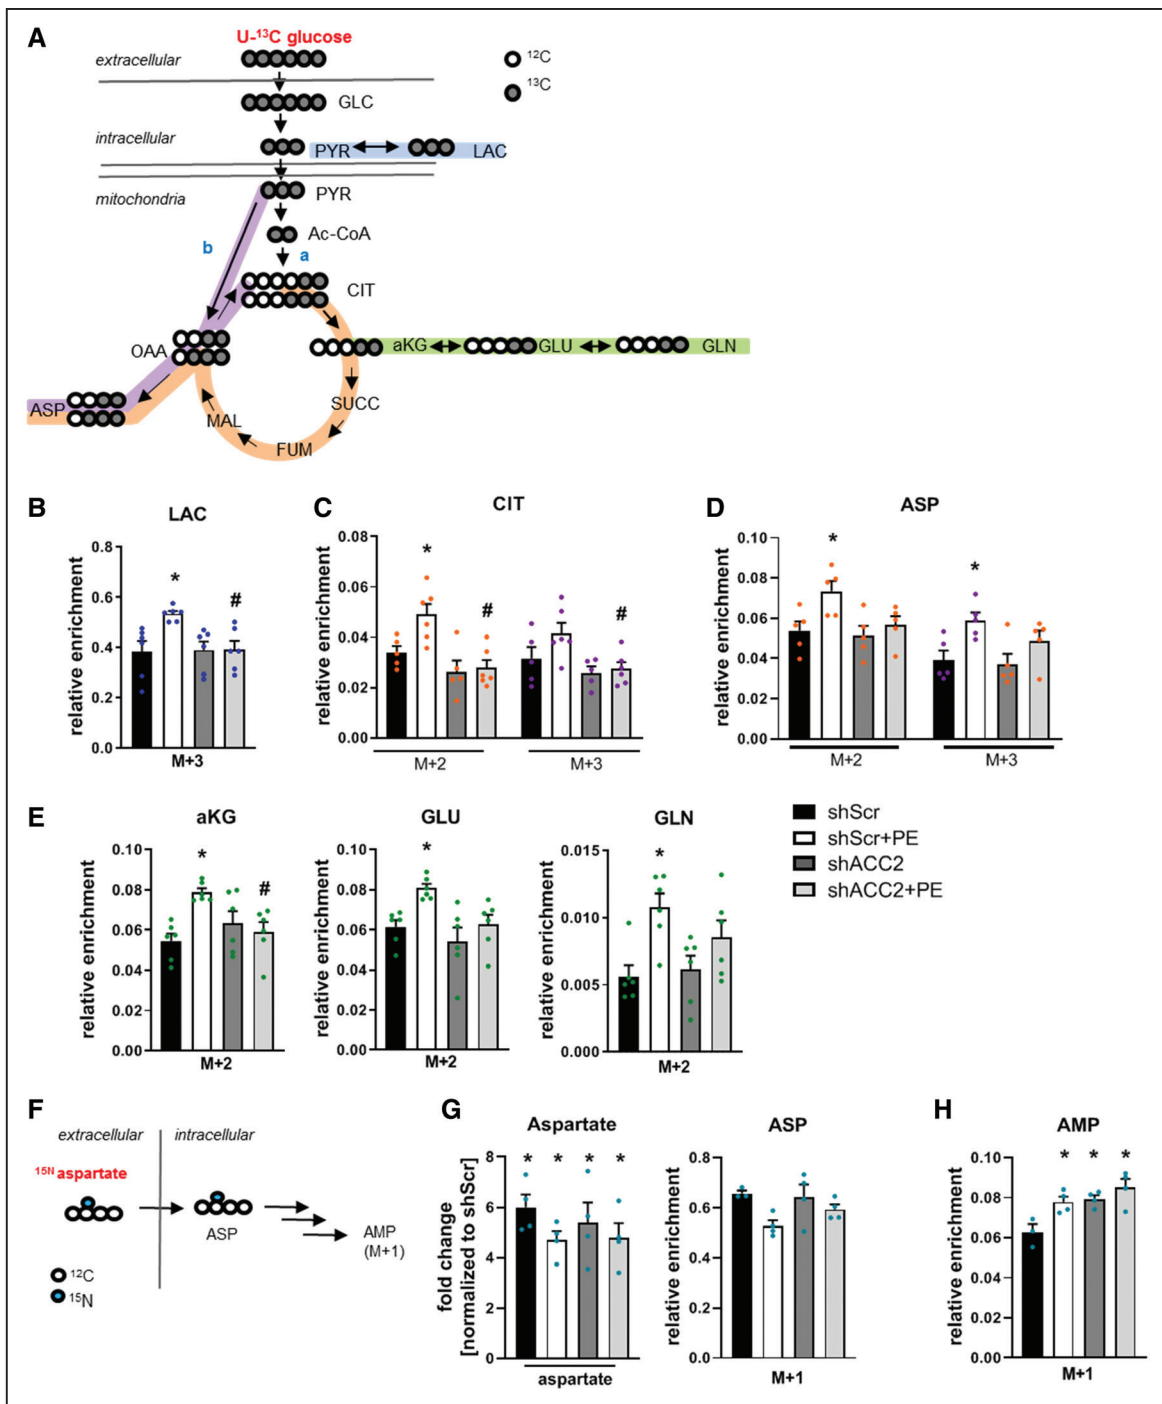 A
U-¹³C glucose
extracellular
¹²C
¹³C
GLC
intracellular
PYR
LAC
mitochondria
PYR
b
Ac-CoA
a
CIT
OAA
aKG
GLU
GLN
ASP
SUCC
MAL
FUM
B
LAC
relative enrichment
0.8
0.6
0.4
0.2
0.0
*
#
M+3
C
CIT
relative enrichment
0.08
0.06
0.04
0.02
0.00
*
#
#
M+2
M+3
D
ASP
relative enrichment
0.10
0.08
0.06
0.04
0.02
0.00
*
*
M+2
M+3
E
aKG
relative enrichment
0.10
0.08
0.06
0.04
0.02
0.00
*
#
M+2
GLU
relative enrichment
0.10
0.08
0.06
0.04
0.02
0.00
*
M+2
GLN
relative enrichment
0.015
0.010
0.005
0.000
*
M+2
shScr
shScr+PE
shACC2
shACC2+PE
F
extracellular
intracellular
¹⁵N aspartate
ASP
AMP
(M+1)
¹²C
¹⁵N
G
Aspartate
fold change
[normalized to shScr]
8
6
4
2
0
* * * *
aspartate
ASP
relative enrichment
0.8
0.6
0.4
0.2
0.0
M+1
H
AMP
relative enrichment
0.10
0.08
0.06
0.04
0.02
0.00
* * *
M+1